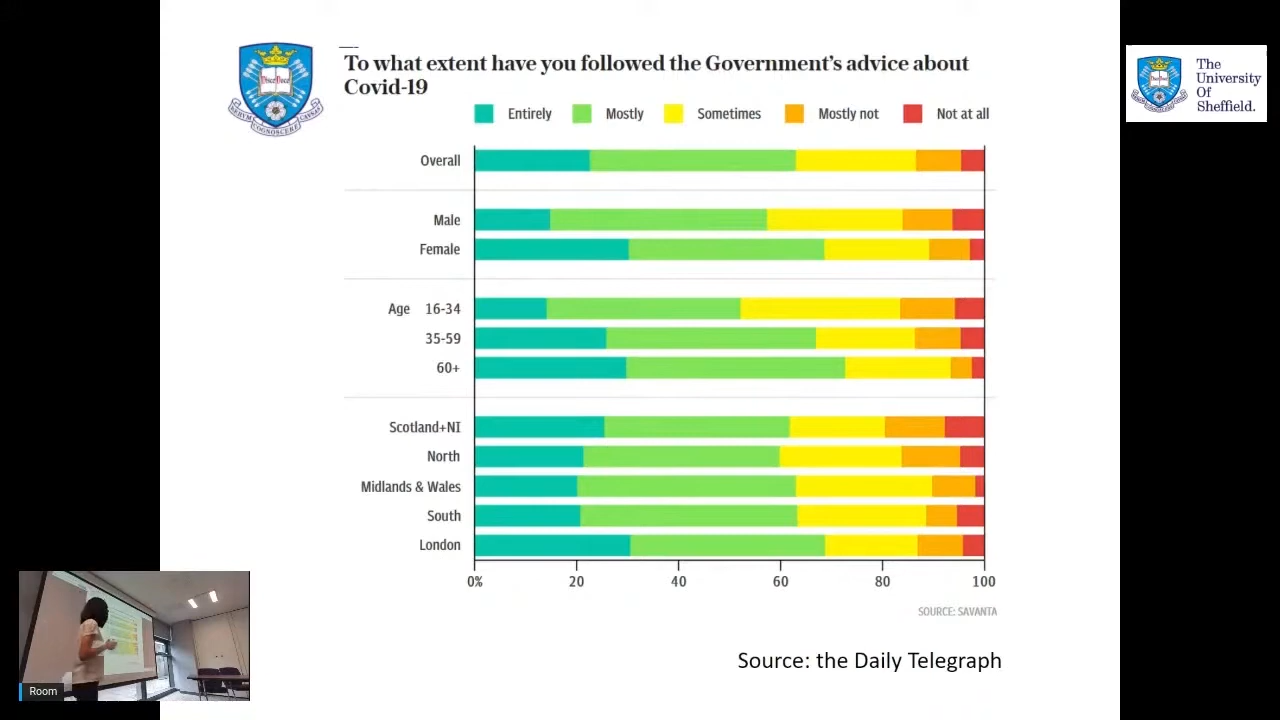 To what extent have you followed the Government's advice about
Covid-19
Entirely
Mostly
Sometimes
Mostly not
Not at all
Overall
Male
Female
Age 16-34
35-59
60+
Scotland+NI
North
Midlands & Wales
South
London
0% 20 40 60 80 100
SOURCE: SAVANTA
Source: the Daily Telegraph
The
University
Of
Sheffield.
Room